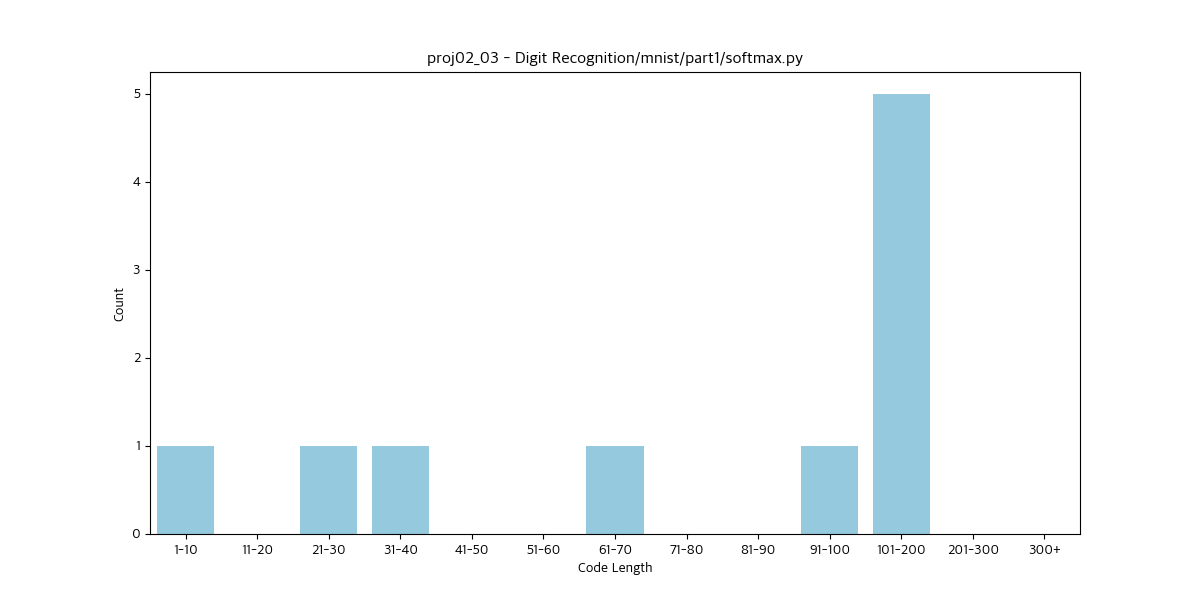 proj02_03 - Digit Recognition/mnist/part1/softmax.py
Count
5
4
3
2
1
0
1-10 11-20 21-30 31-40 41-50 51-60 61-70 71-80 81-90 91-100 101-200 201-300 300+
Code Length